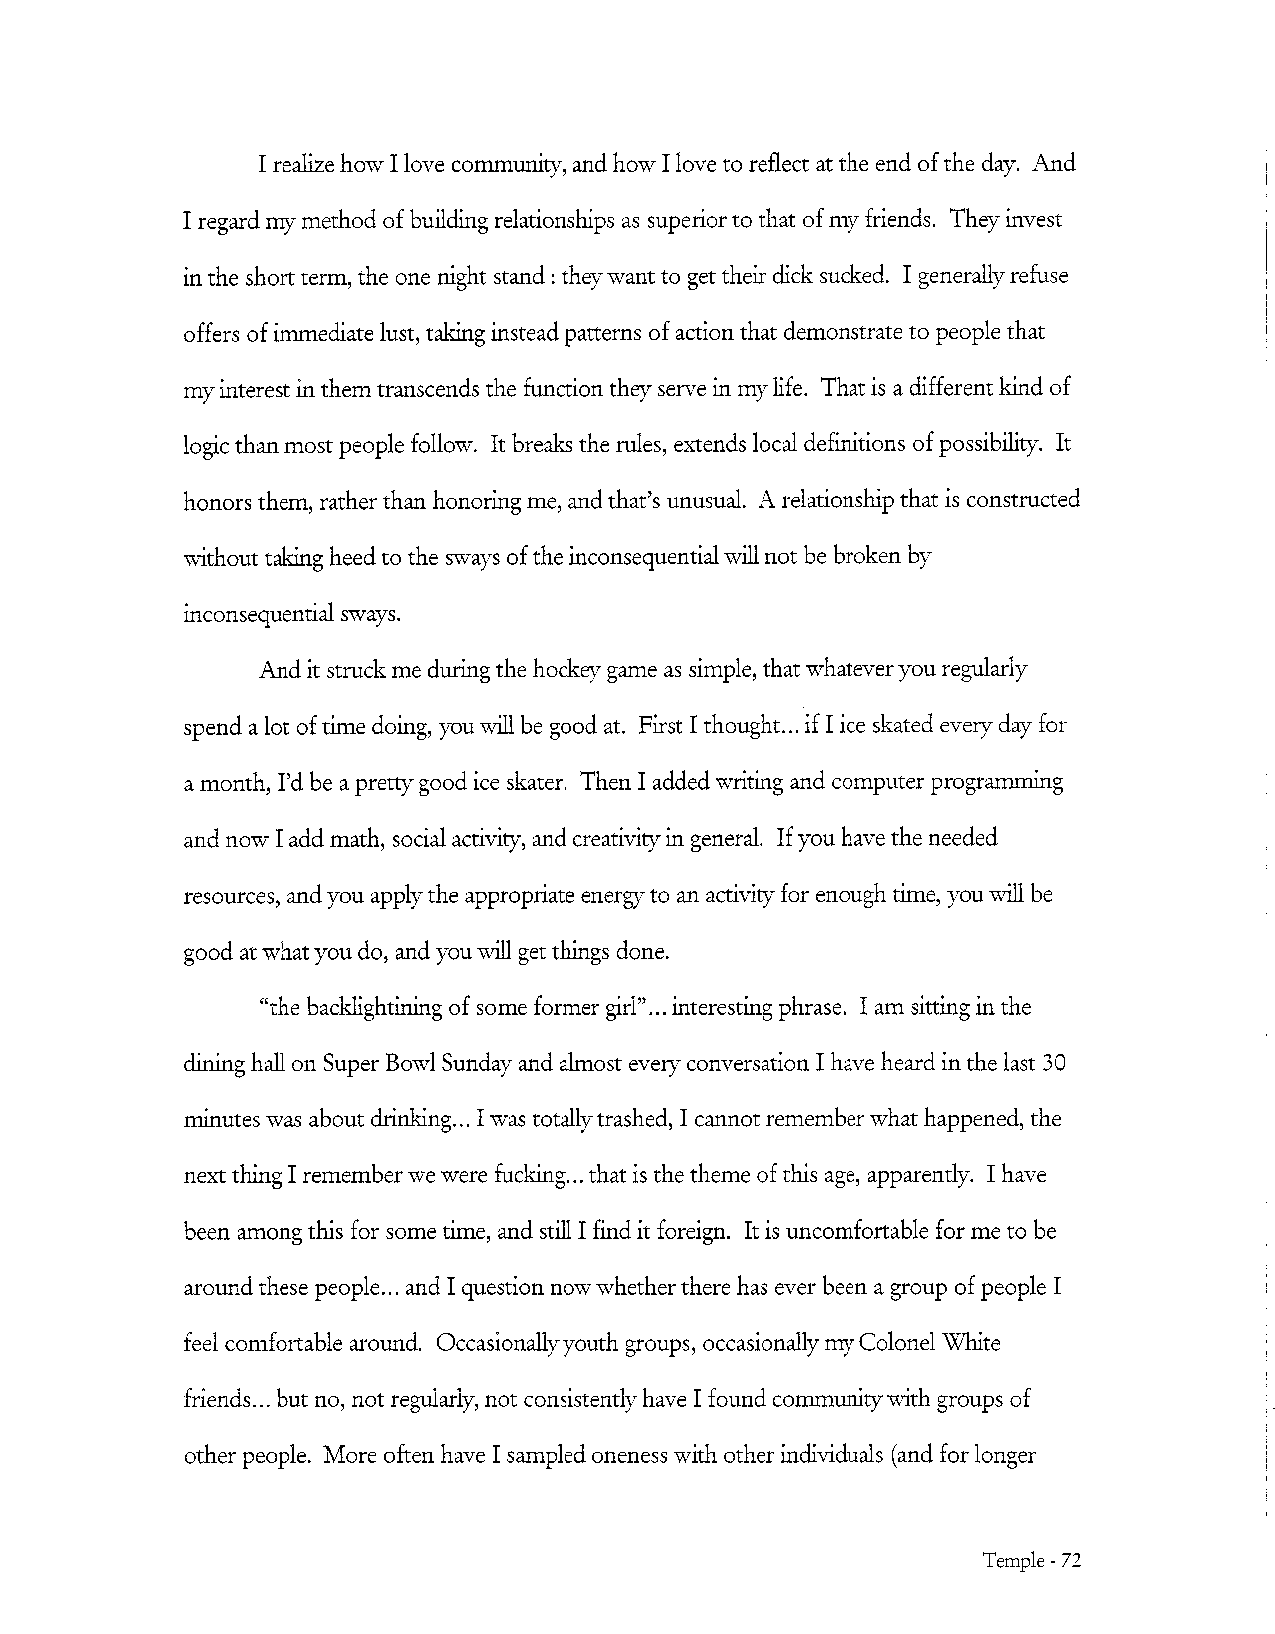 I realize how I love community, and how I love to reflect at the end of the day. And
I regard my method of building relationships as superior to that of my friends. They invest
in the short term, the one night stand : they want to get their dick sucked. I generally refuse
offers of immediate lust, taking instead patterns of action that demonstrate to people that
my interest in them transcends the function they serve in my life. That is a different kind of
logic than most people follow. It breaks the rules, extends local definitions of possibility. It
honors them, rather than honoring me, and that's unusual. A relationship that is constructed
without taking heed to the sways of the inconsequential will not be broken by
inconsequential sways.
And it struck me during the hockey game as simple, that whatever you regularly
spend a lot of time doing, you will be good at. First I thought... if I ice skated every day for
a month, I'd be a pretty good ice skater. Then I added writing and computer programming
and now I add math, social activity, and creativity in general. If you have the needed
resources, and you apply the appropriate energy to an activity for enough time, you will be
good at what you do, and you will get things done.
“the backlightining of some former girl”... interesting phrase. I am sitting in the
dining hall on Super Bowl Sunday and almost every conversation I have heard in the last 30
minutes was about drinking... I was totally trashed, I cannot remember what happened, the
next thing I remember we were fucking... that is the theme of this age, apparently. I have
been among this for some time, and still I find it foreign. It is uncomfortable for me to be
around these people... and I question now whether there has ever been a group of people I
feel comfortable around. Occasionally youth groups, occasionally my Colonel White
friends... but no, not regularly, not consistently have I found community with groups of
other people. More often have I sampled oneness with other individuals (and for longer
Temple - 72